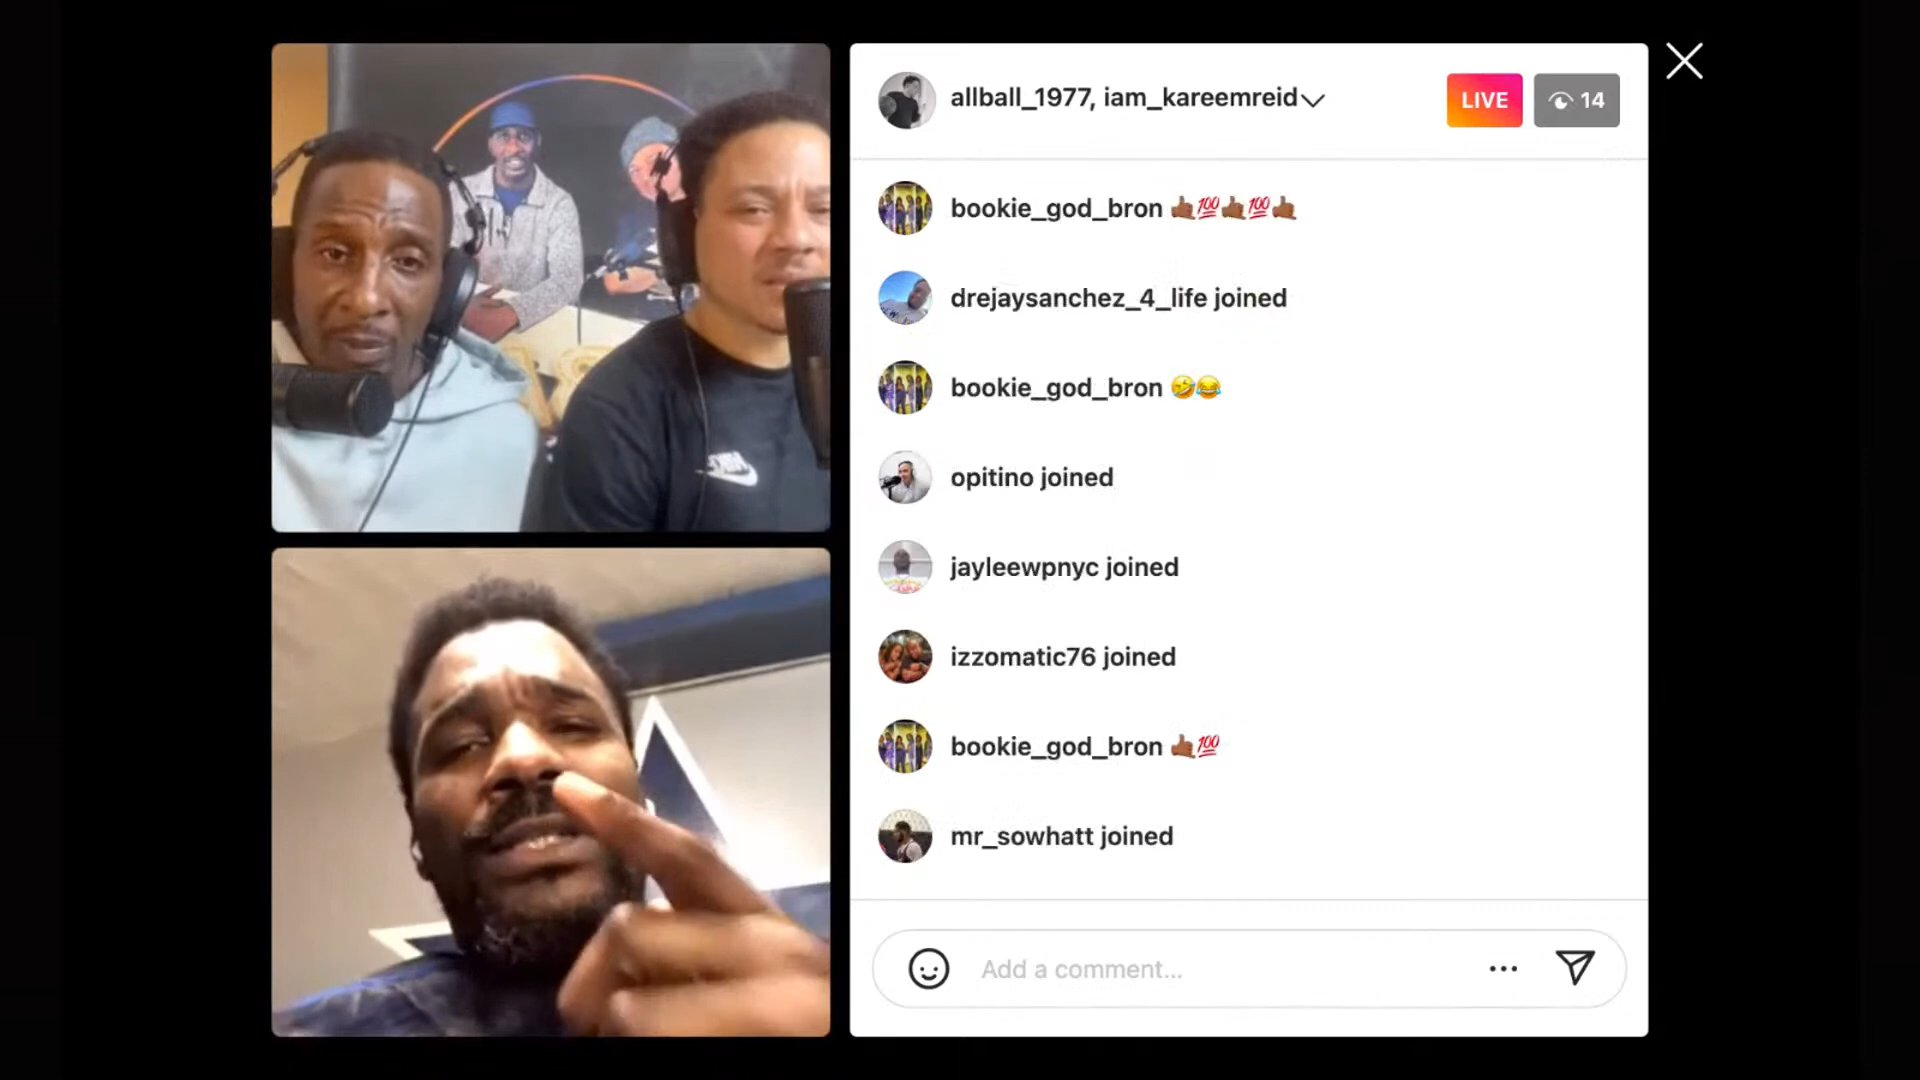 allball_1977, iam_kareemreid
LIVE
14
bookie_god_bron 🤙🏾💯🤙🏾💯🤙🏾
drejaysanchez_4_life joined
bookie_god_bron 🤣😂
opitino joined
jayleewpnyc joined
izzomatic76 joined
bookie_god_bron 🤙🏾💯
mr_sowhatt joined
Add a comment...